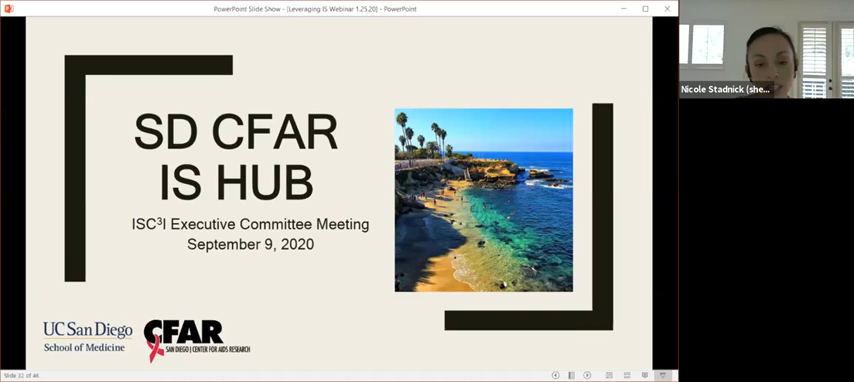 PowerPoint Slide Show - [Leveraging IS Webinar 1.25.20] - PowerPoint
SD CFAR
IS HUB
ISC³I Executive Committee Meeting
September 9, 2020
UC San Diego
School of Medicine
CFAR
SAN DIEGO | CENTER FOR AIDS RESEARCH
Slide 32 of 46
Nicole Stadnick (she...